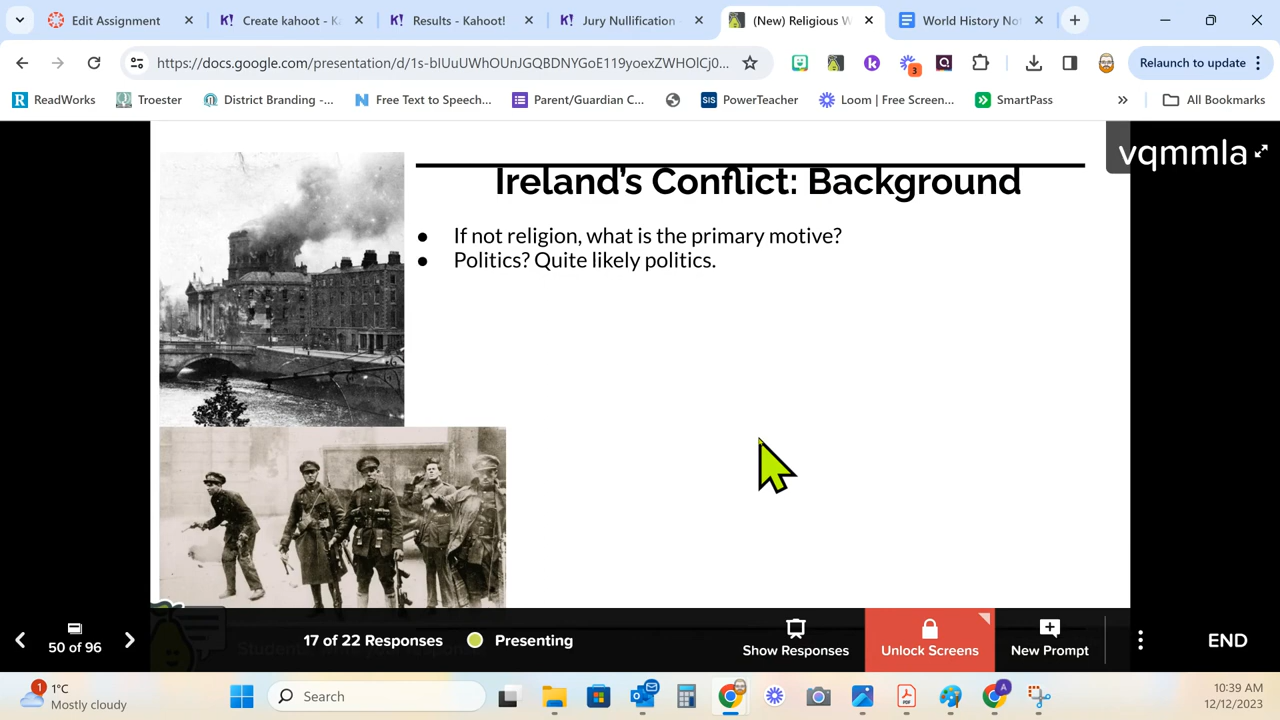 Edit Assignment
Create kahoot - K
Results - Kahoot!
Jury Nullification -
(New) Religious W
World History No
https://docs.google.com/presentation/d/1s-bIUuUWhOUnJGQBDNYGoE119yoexZWHOlCj0...
3
Relaunch to update
ReadWorks
Troester
District Branding -...
Free Text to Speech...
Parent/Guardian C...
SIS
PowerTeacher
Loom | Free Screen...
SmartPass
»
All Bookmarks
vqmmla
Ireland's Conflict: Background
● If not religion, what is the primary motive?
● Politics? Quite likely politics.
50 of 96
17 of 22 Responses
Presenting
Show Responses
Unlock Screens
New Prompt
END
1
1°C
Mostly cloudy
Search
A
10:39 AM
12/12/2023